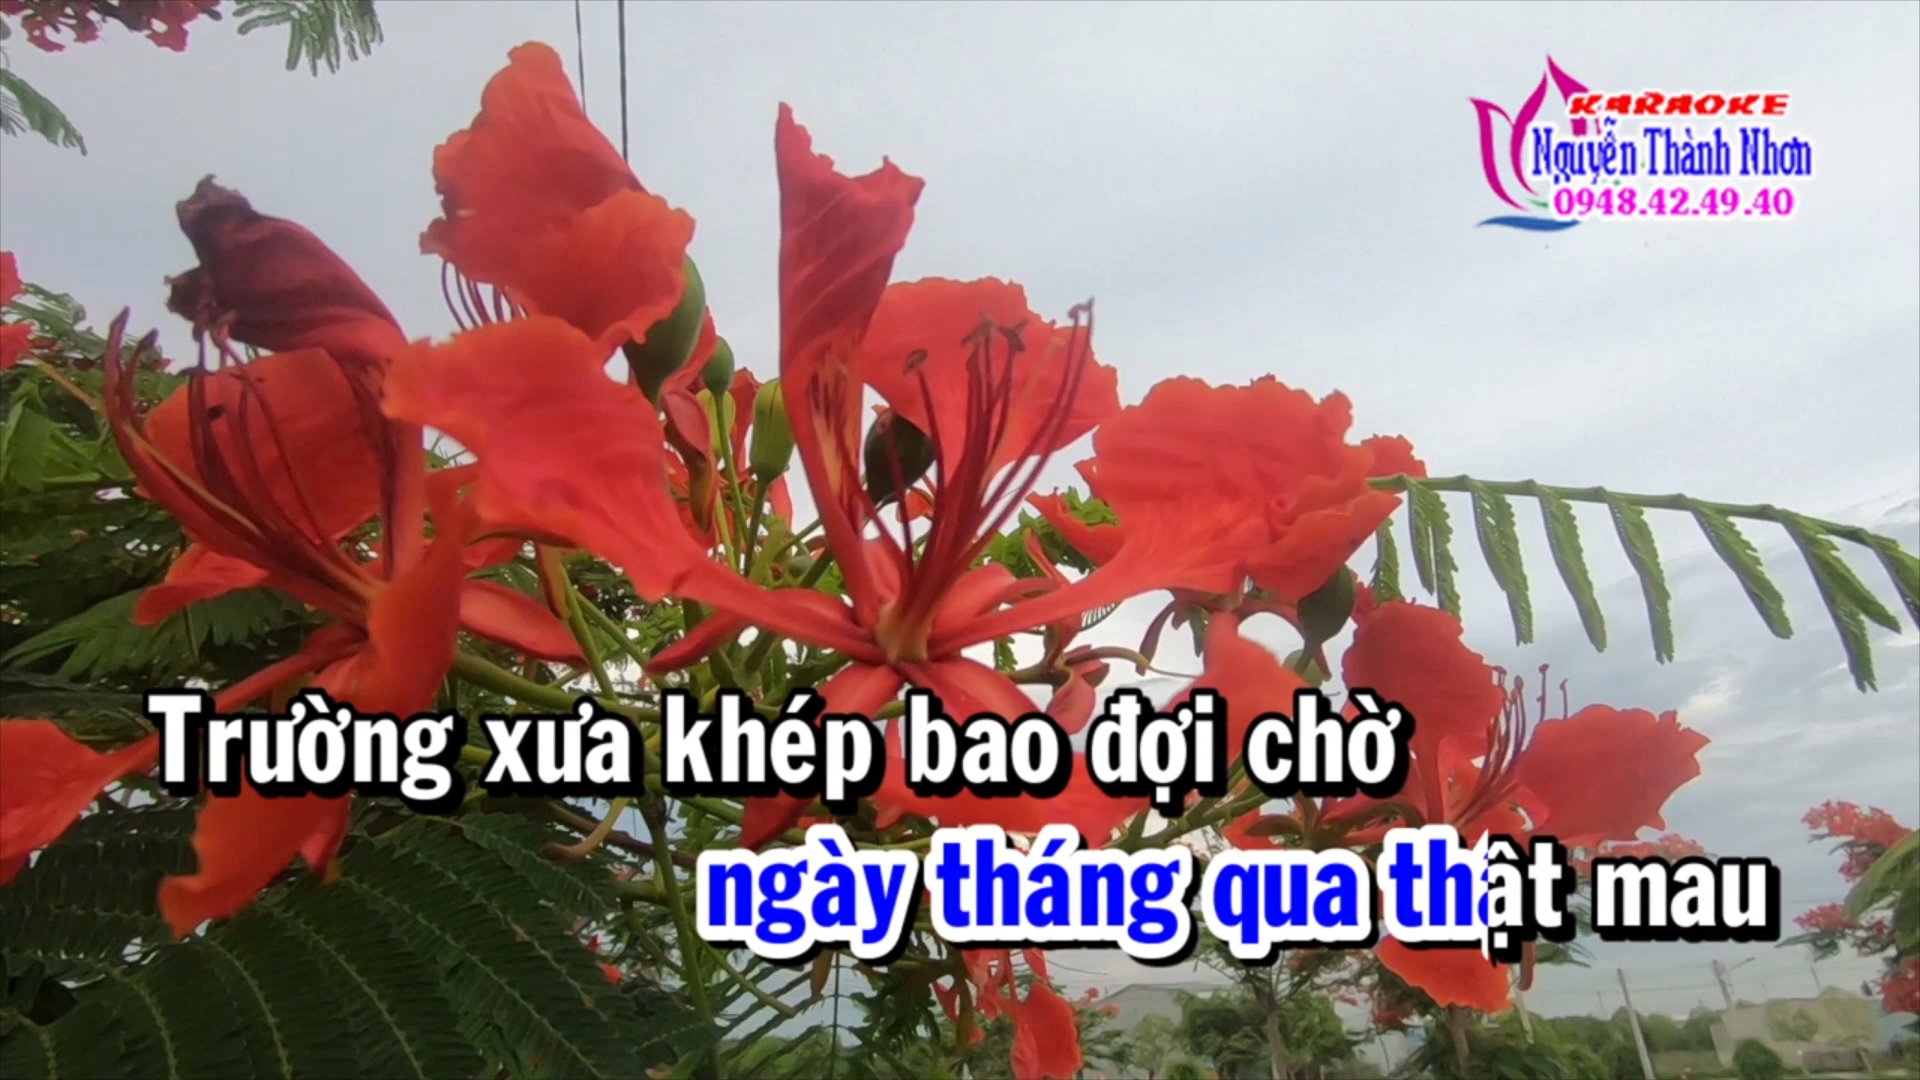 KARAOKE
Nguyễn Thành Nhơn
0948.42.49.40
Trường xưa khép bao đợi chờ
ngày tháng qua thật mau